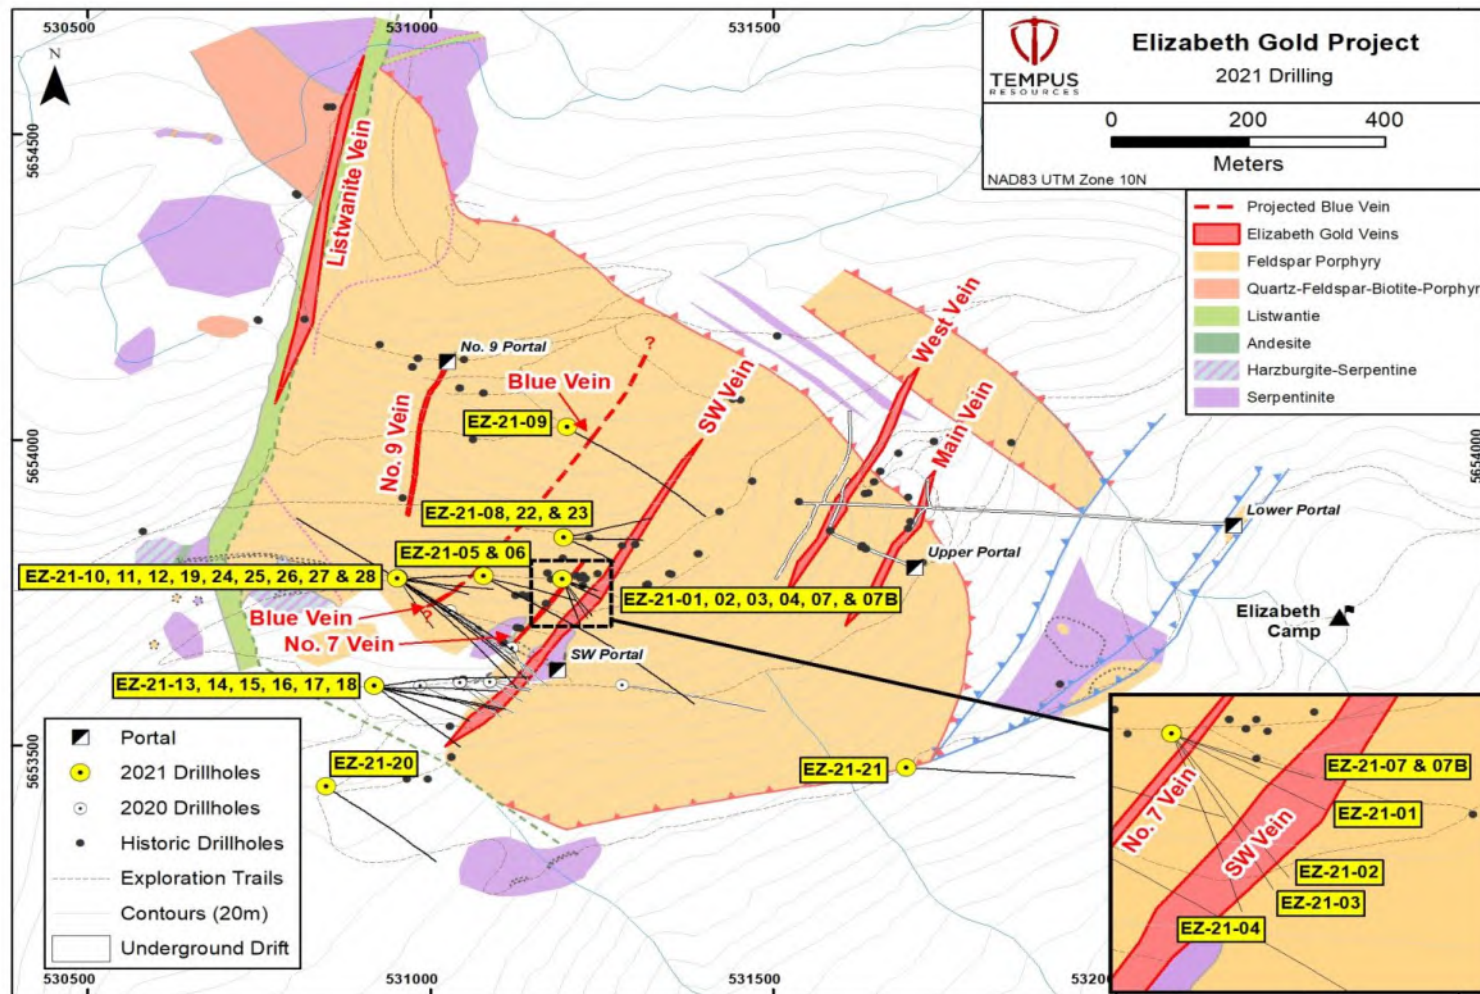 530500
531000
531500
N
TEMPUS
RESOURCES
Elizabeth Gold Project
2021 Drilling
0 200 400
Meters
NAD83 UTM Zone 10N
Projected Blue Vein
Elizabeth Gold Veins
Feldspar Porphyry
Quartz-Feldspar-Biotite-Porphyr
Listwantie
Andesite
Harzburgite-Serpentine
Serpentinite
5654500
5654000
5653500
5654000
Listwanite Vein
No. 9 Portal
?
Blue Vein
EZ-21-09
No. 9 Vein
SW Vein
West Vein
Main Vein
EZ-21-08, 22, & 23
Lower Portal
EZ-21-05 & 06
Upper Portal
EZ-21-10, 11, 12, 19, 24, 25, 26, 27 & 28
EZ-21-01, 02, 03, 04, 07, & 07B
Blue Vein
?
No. 7 Vein
Elizabeth
Camp
SW Portal
EZ-21-13, 14, 15, 16, 17, 18
EZ-21-20
EZ-21-21
Portal
2021 Drillholes
2020 Drillholes
Historic Drillholes
Exploration Trails
Contours (20m)
Underground Drift
No. 7 Vein
SW Vein
EZ-21-07 & 07B
EZ-21-01
EZ-21-02
EZ-21-03
EZ-21-04
530500
531000
531500
5320